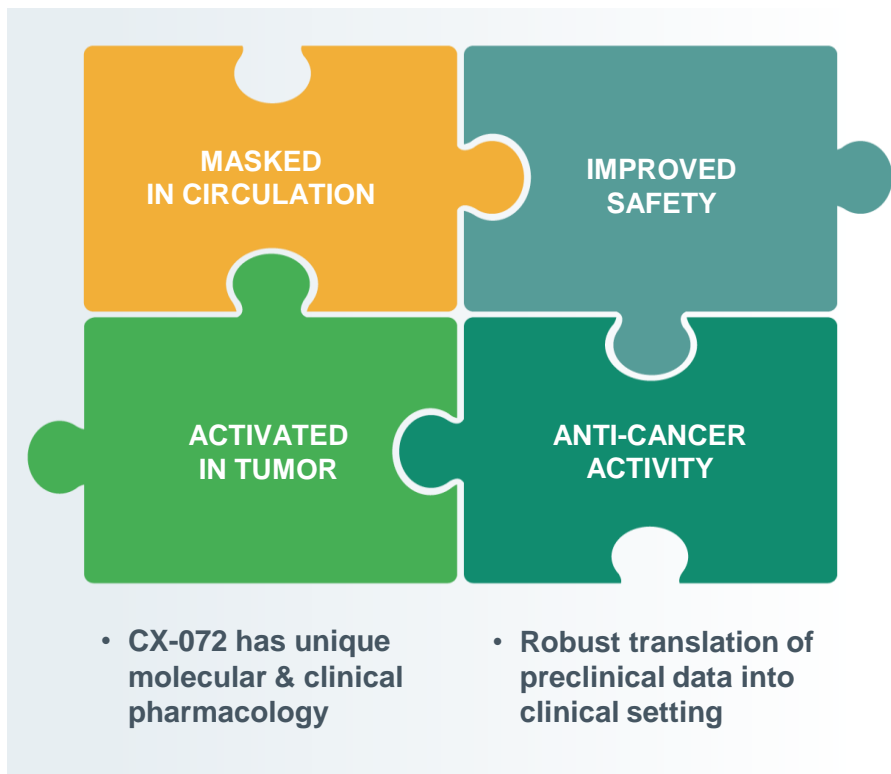 MASKED
IN CIRCULATION
IMPROVED
SAFETY
ACTIVATED
IN TUMOR
ANTI-CANCER
ACTIVITY
• CX-072 has unique
molecular & clinical
pharmacology
• Robust translation of
preclinical data into
clinical setting